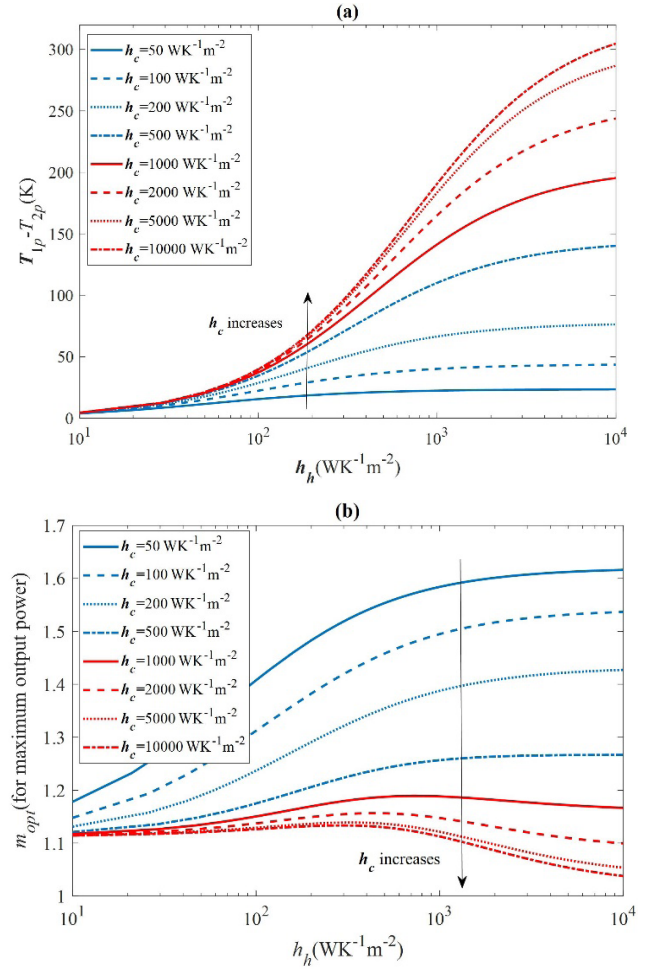 (a)
300
250
200
150
100
50
0
T1p-T2p(K)
hc=50 WK-1m-2
hc=100 WK-1m-2
hc=200 WK-1m-2
hc=500 WK-1m-2
hc=1000 WK-1m-2
hc=2000 WK-1m-2
hc=5000 WK-1m-2
hc=10000 WK-1m-2
hc increases
10^1
10^2
10^3
10^4
hh(WK-1m-2)
(b)
1.7
1.6
1.5
1.4
1.3
1.2
1.1
1
mopt(for maximum output power)
hc=50 WK-1m-2
hc=100 WK-1m-2
hc=200 WK-1m-2
hc=500 WK-1m-2
hc=1000 WK-1m-2
hc=2000 WK-1m-2
hc=5000 WK-1m-2
hc=10000 WK-1m-2
hc increases
10^1
10^2
10^3
10^4
hh(WK-1m-2)